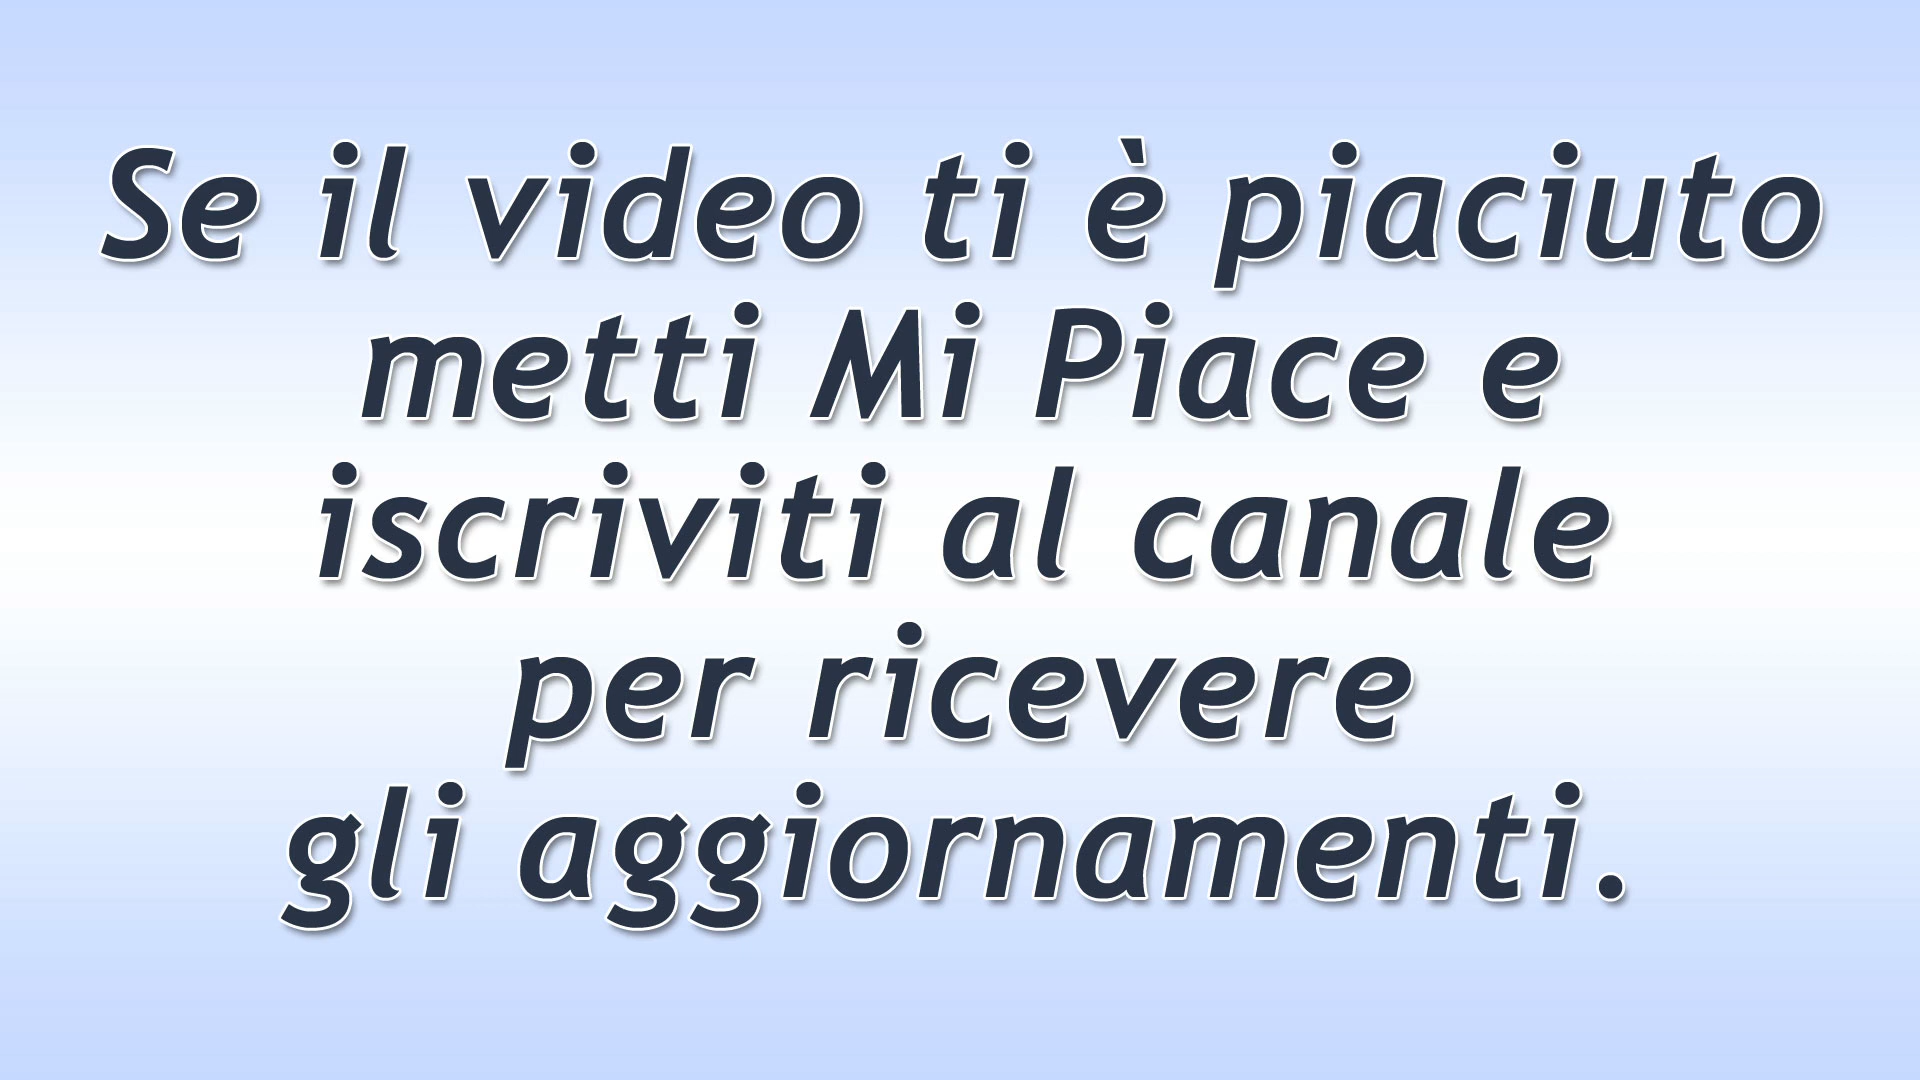 Se il video ti è piaciuto
metti Mi Piace e
iscriviti al canale
per ricevere
gli aggiornamenti.